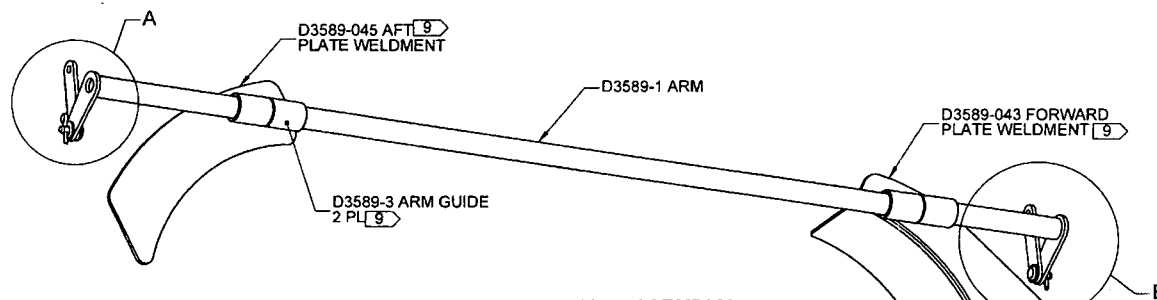 A
D3589-045 AFT 9
PLATE WELDMENT
D3589-1 ARM
D3589-043 FORWARD
PLATE WELDMENT 9
D3589-3 ARM GUIDE
2 PL 9